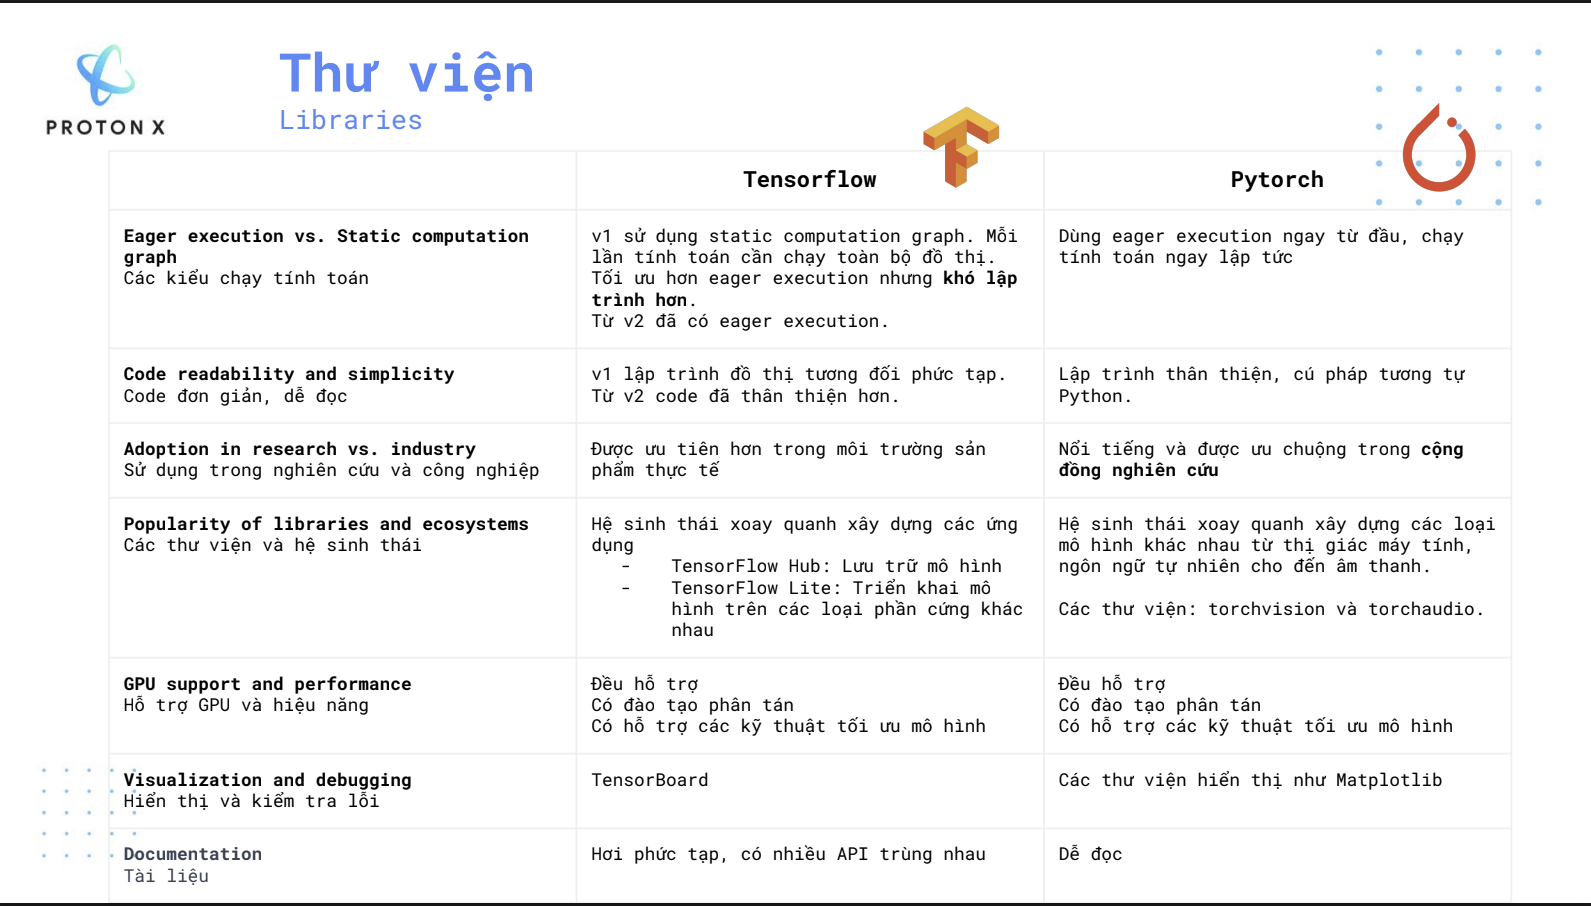 PROTON X
Thư viện
Libraries
Tensorflow
Pytorch
Eager execution vs. Static computation
graph
Các kiểu chạy tính toán
v1 sử dụng static computation graph. Mỗi
lần tính toán cần chạy toàn bộ đồ thị.
Tối ưu hơn eager execution nhưng khó lập
trình hơn.
Từ v2 đã có eager execution.
Dùng eager execution ngay từ đầu, chạy
tính toán ngay lập tức
Code readability and simplicity
Code đơn giản, dễ đọc
v1 lập trình đồ thị tương đối phức tạp.
Từ v2 code đã thân thiện hơn.
Lập trình thân thiện, cú pháp tương tự
Python.
Adoption in research vs. industry
Sử dụng trong nghiên cứu và công nghiệp
Được ưu tiên hơn trong môi trường sản
phẩm thực tế
Nổi tiếng và được ưu chuộng trong cộng
đồng nghiên cứu
Popularity of libraries and ecosystems
Các thư viện và hệ sinh thái
Hệ sinh thái xoay quanh xây dựng các ứng
dụng
- TensorFlow Hub: Lưu trữ mô hình
- TensorFlow Lite: Triển khai mô
hình trên các loại phần cứng khác
nhau
Hệ sinh thái xoay quanh xây dựng các loại
mô hình khác nhau từ thị giác máy tính,
ngôn ngữ tự nhiên cho đến âm thanh.
Các thư viện: torchvision và torchaudio.
GPU support and performance
Hỗ trợ GPU và hiệu năng
Đều hỗ trợ
Có đào tạo phân tán
Có hỗ trợ các kỹ thuật tối ưu mô hình
Đều hỗ trợ
Có đào tạo phân tán
Có hỗ trợ các kỹ thuật tối ưu mô hình
Visualization and debugging
Hiển thị và kiểm tra lỗi
TensorBoard
Các thư viện hiển thị như Matplotlib
Documentation
Tài liệu
Hơi phức tạp, có nhiều API trùng nhau
Dễ đọc